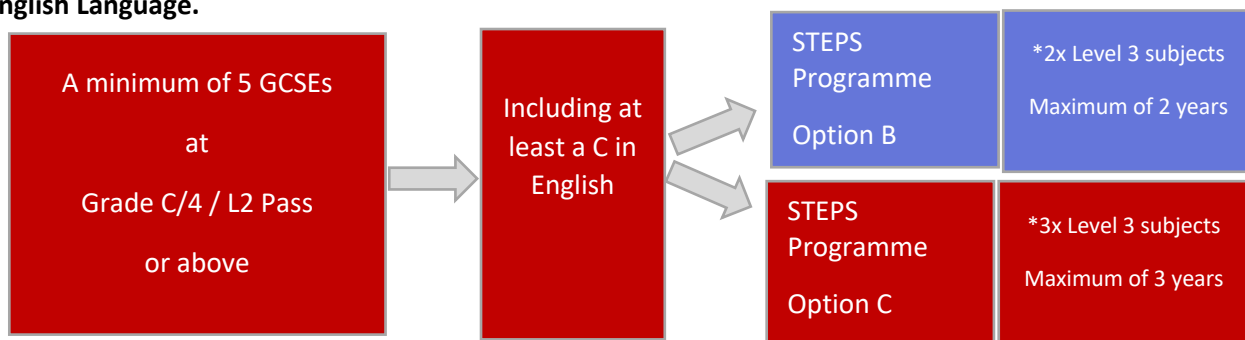 nglish Language.
A minimum of 5 GCSEs
at
Grade C/4 / L2 Pass
or above
Including at
least a C in
English
STEPS
Programme
Option B
*2x Level 3 subjects
Maximum of 2 years
STEPS
Programme
Option C
*3x Level 3 subjects
Maximum of 3 years